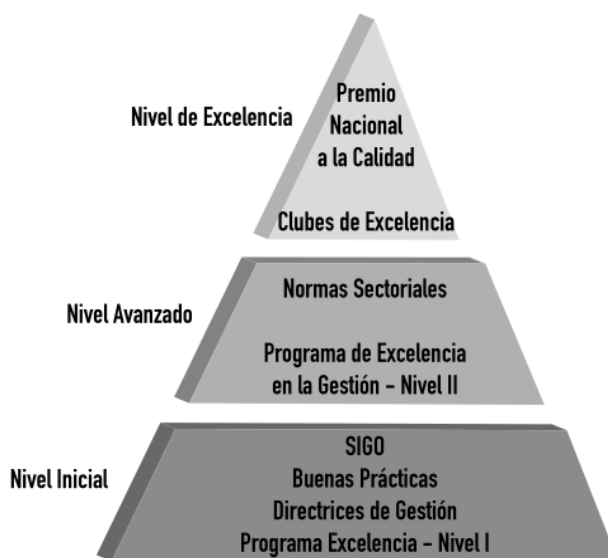 Nivel de Excelencia
Premio
Nacional
a la Calidad
Clubes de Excelencia
Nivel Avanzado
Normas Sectoriales
Programa de Excelencia
en la Gestión – Nivel II
Nivel Inicial
SIGO
Buenas Prácticas
Directrices de Gestión
Programa Excelencia – Nivel I